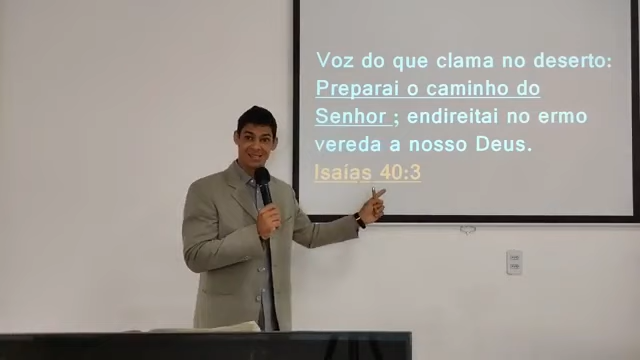 Voz do que clama no deserto:
Preparai o caminho do
Senhor ; endireitai no ermo
vereda a nosso Deus.
Isaías 40:3